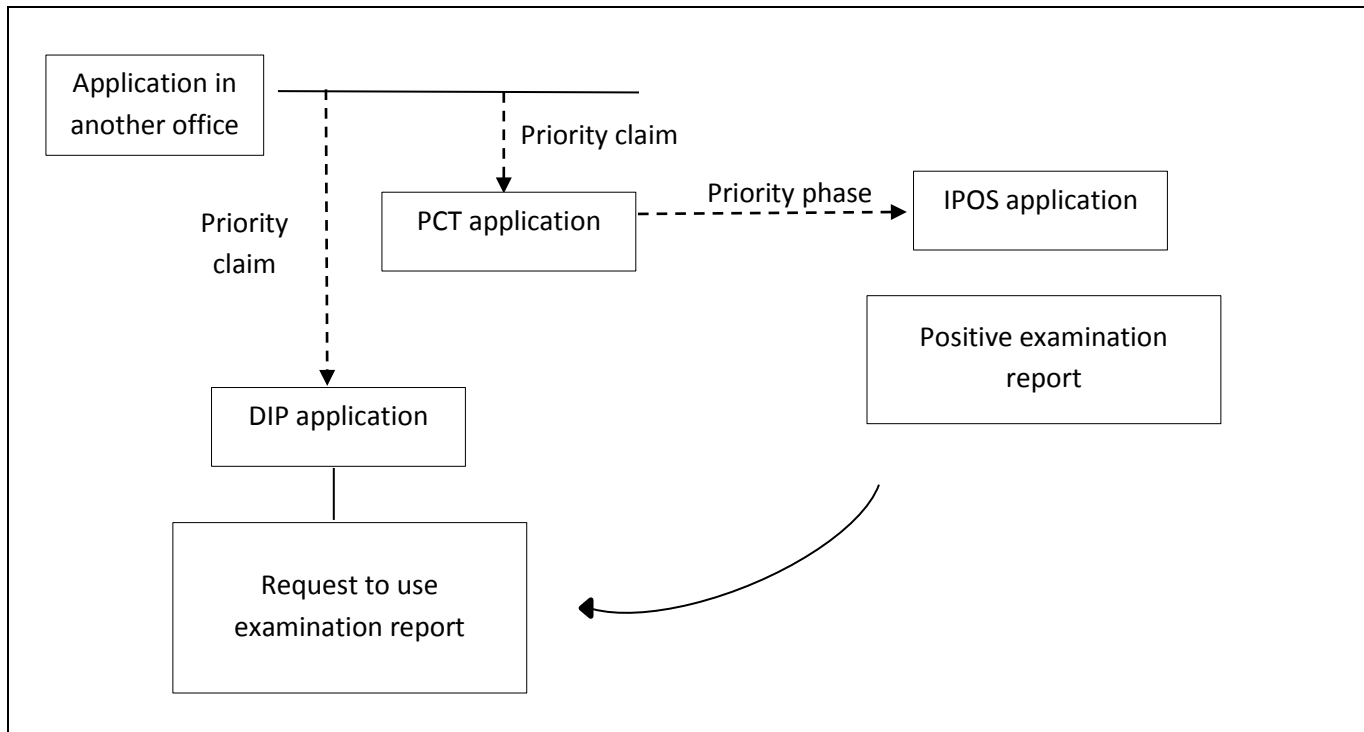 Application in
another office
Priority claim
Priority phase
IPOS application
PCT application
Priority
claim
Positive examination
report
DIP application
Request to use
examination report